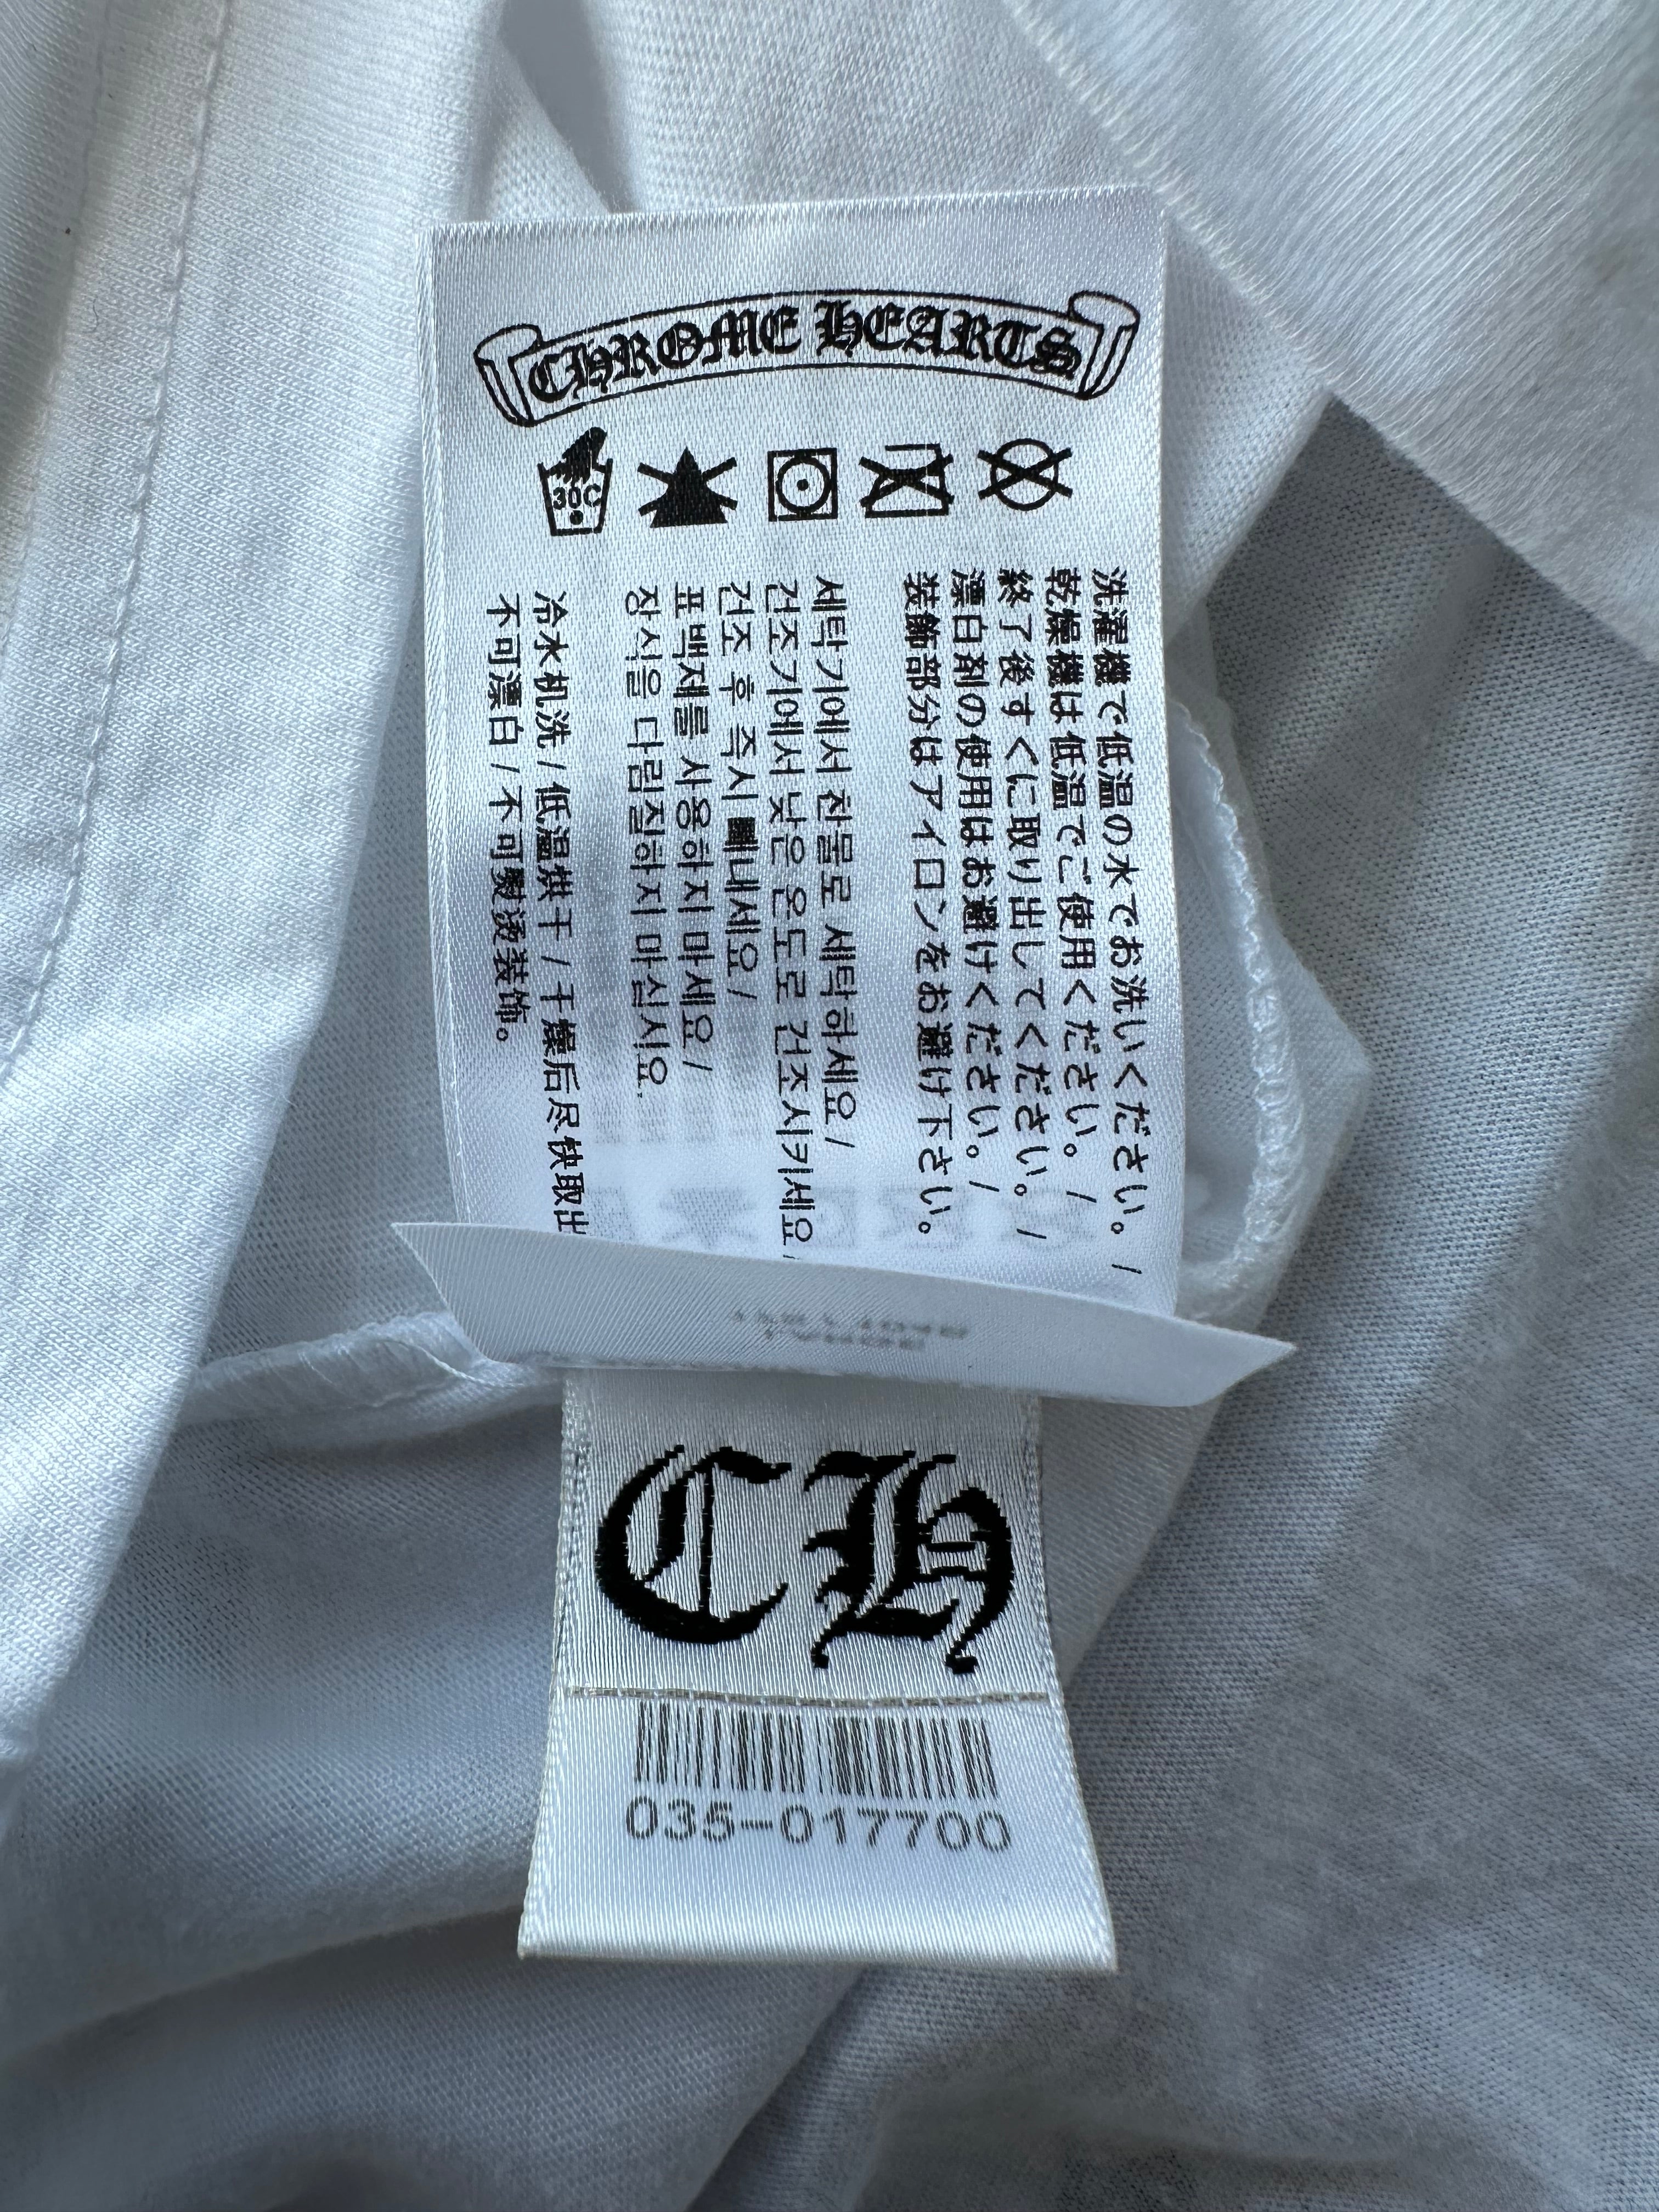 CHROME HEARTS
30C
洗濯機で低温の水でお洗いください。/
乾燥機は低温でご使用ください。/
終了後すぐに取り出してください。/
漂白剤の使用はお避けください。/
装飾部分はアイロンをお避け下さい。
세탁기에서 찬물로 세탁하세요/
건조기에서 낮은 온도로 건조시키세요/
건조 후 즉시 빼내세요/
표백제를 사용하지 마세요/
장식을 다림질하지 마십시요.
冷水机洗/低温烘干/干燥后尽快取出
不可漂白/不可熨烫装饰。
CH
035-017700